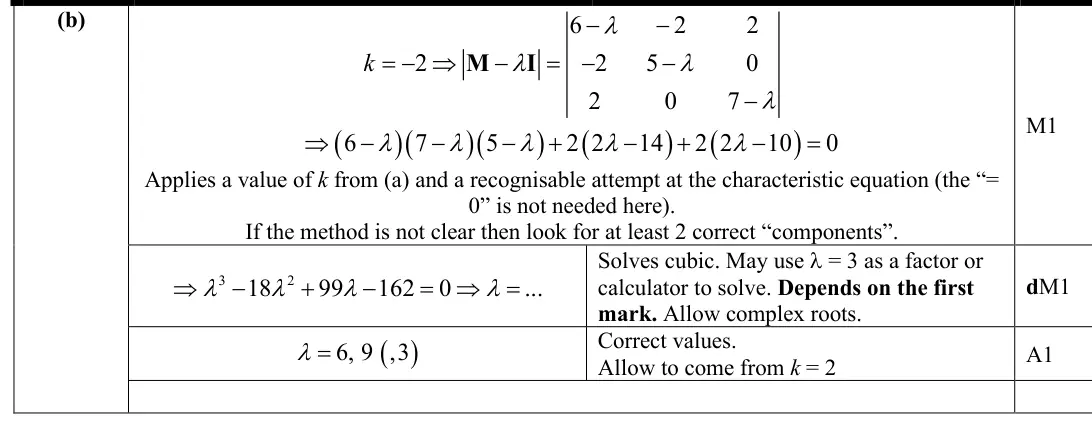 (b)
k = −2 ⇒ |M − λI| = | 6 − λ −2 2 |
| −2 5 − λ 0 |
| 2 0 7 − λ |
⇒ (6 − λ)(7 − λ)(5 − λ) + 2(2λ − 14) + 2(2λ − 10) = 0
Applies a value of k from (a) and a recognisable attempt at the characteristic equation (the “=
0” is not needed here).
If the method is not clear then look for at least 2 correct “components”.
M1
⇒ λ³ − 18λ² + 99λ − 162 = 0 ⇒ λ = ...
Solves cubic. May use λ = 3 as a factor or
calculator to solve. Depends on the first
mark. Allow complex roots.
dM1
λ = 6, 9 (,3)
Correct values.
Allow to come from k = 2
A1